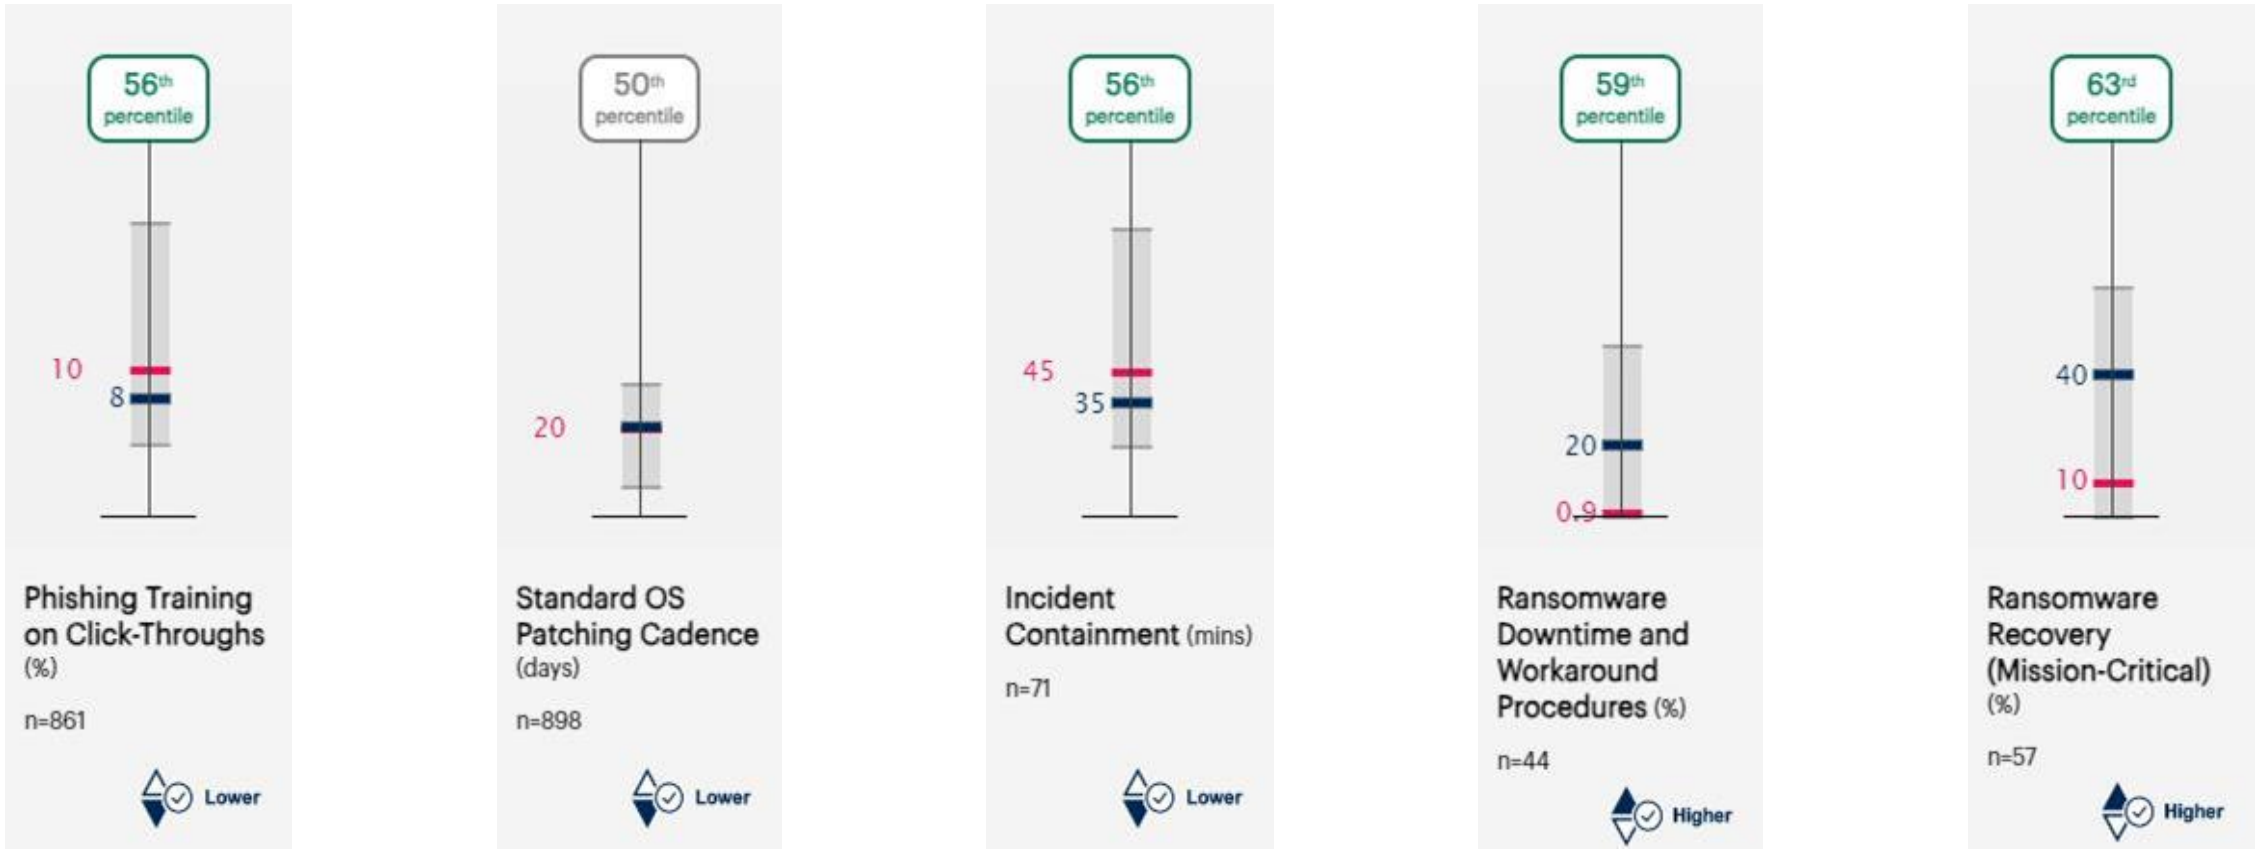 56th
percentile
10
8
Phishing Training
on Click-Throughs
(%)
n=861
Lower
50th
percentile
20
Standard OS
Patching Cadence
(days)
n=898
Lower
56th
percentile
45
35
Incident
Containment (mins)
n=71
Lower
59th
percentile
20
0.9
Ransomware
Downtime and
Workaround
Procedures (%)
n=44
Higher
63rd
percentile
40
10
Ransomware
Recovery
(Mission-Critical)
(%)
n=57
Higher